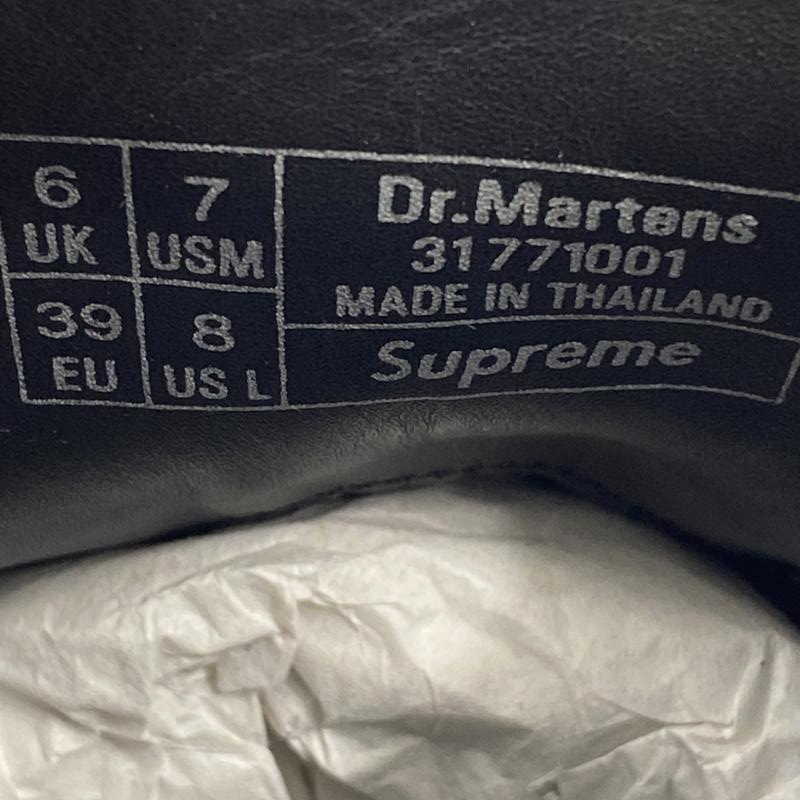 6
UK
7
USM
39
EU
8
US L
Dr.Martens
31771001
MADE IN THAILAND
Supreme